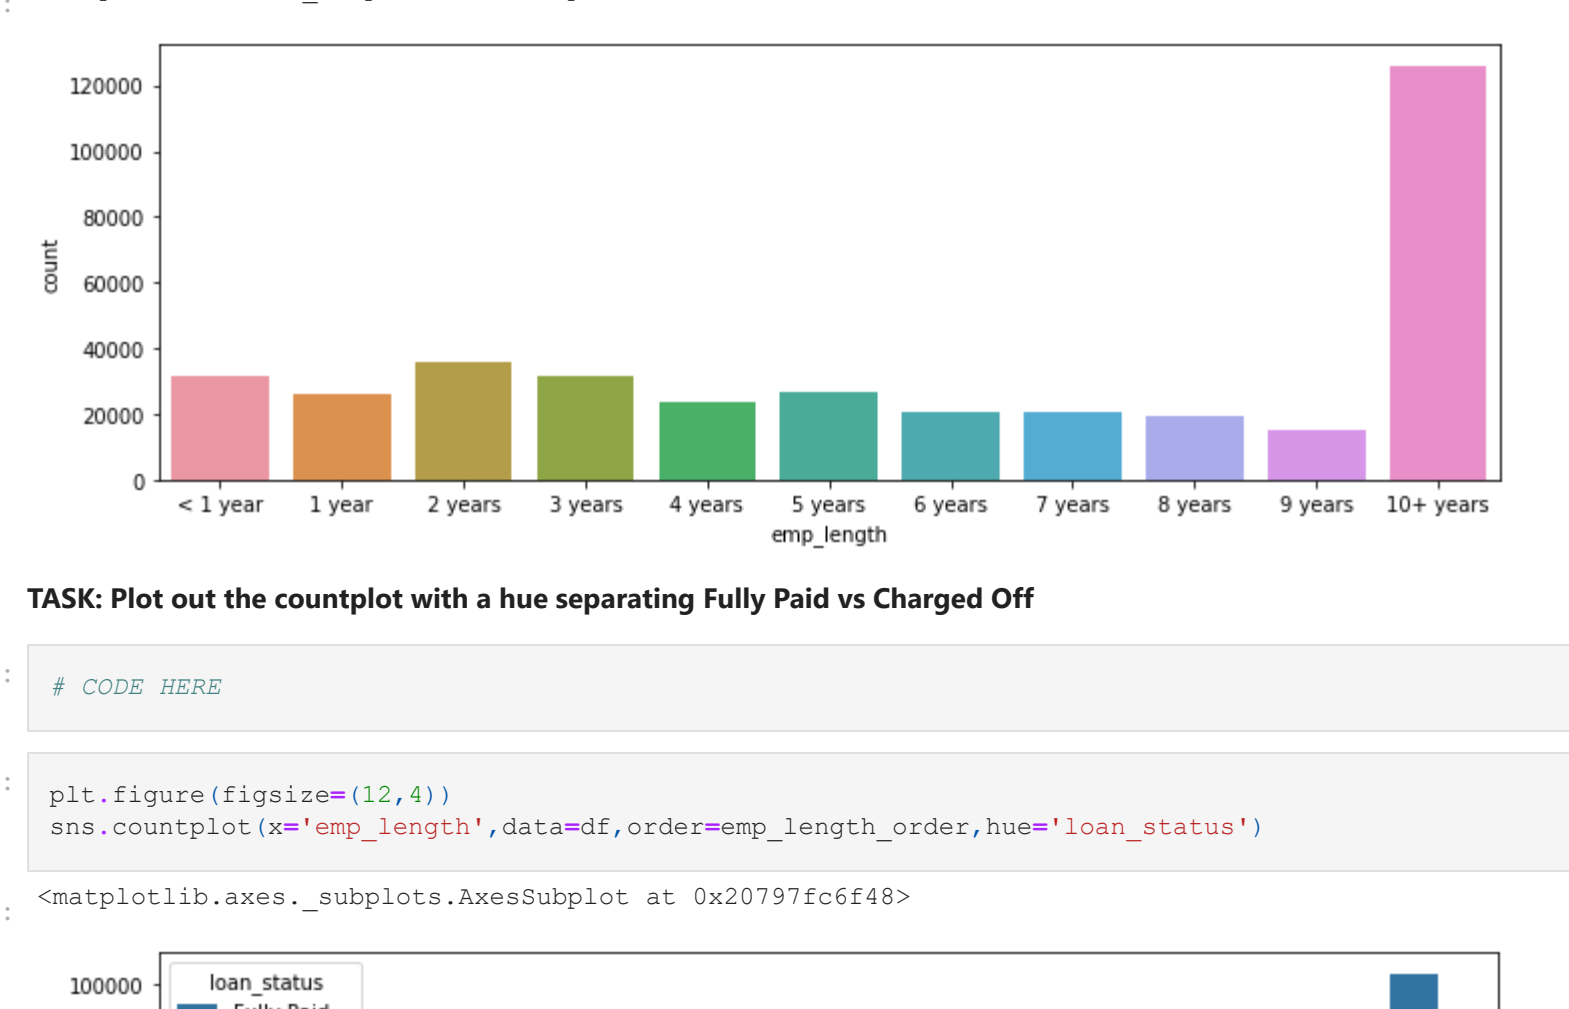 120000
100000
80000
60000
40000
20000
0
count
< 1 year 1 year 2 years 3 years 4 years 5 years 6 years 7 years 8 years 9 years 10+ years
emp_length
TASK: Plot out the countplot with a hue separating Fully Paid vs Charged Off
# CODE HERE
plt.figure(figsize=(12,4))
sns.countplot(x='emp_length',data=df,order=emp_length_order,hue='loan_status')
<matplotlib.axes._subplots.AxesSubplot at 0x20797fc6f48>
100000
loan_status
Fully Paid